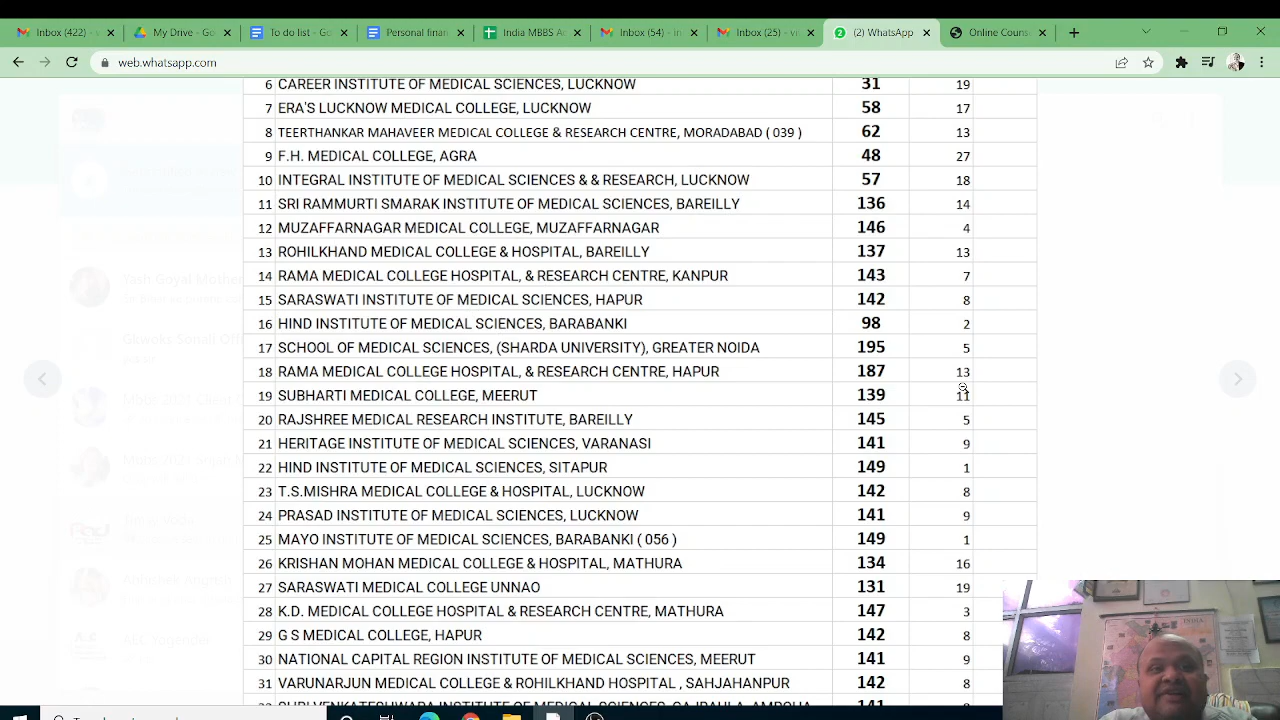 Inbox (422) - v
My Drive - Go
To do list - Go
Personal finan
India MBBS Ad
Inbox (54) - in
Inbox (25) - vi
(2) WhatsApp
Online Couns
web.whatsapp.com
6 CAREER INSTITUTE OF MEDICAL SCIENCES, LUCKNOW 31 19
7 ERA'S LUCKNOW MEDICAL COLLEGE, LUCKNOW 58 17
8 TEERTHANKAR MAHAVEER MEDICAL COLLEGE & RESEARCH CENTRE, MORADABAD ( 039 ) 62 13
9 F.H. MEDICAL COLLEGE, AGRA 48 27
10 INTEGRAL INSTITUTE OF MEDICAL SCIENCES & & RESEARCH, LUCKNOW 57 18
11 SRI RAMMURTI SMARAK INSTITUTE OF MEDICAL SCIENCES, BAREILLY 136 14
12 MUZAFFARNAGAR MEDICAL COLLEGE, MUZAFFARNAGAR 146 4
13 ROHILKHAND MEDICAL COLLEGE & HOSPITAL, BAREILLY 137 13
14 RAMA MEDICAL COLLEGE HOSPITAL, & RESEARCH CENTRE, KANPUR 143 7
15 SARASWATI INSTITUTE OF MEDICAL SCIENCES, HAPUR 142 8
16 HIND INSTITUTE OF MEDICAL SCIENCES, BARABANKI 98 2
17 SCHOOL OF MEDICAL SCIENCES, (SHARDA UNIVERSITY), GREATER NOIDA 195 5
18 RAMA MEDICAL COLLEGE HOSPITAL, & RESEARCH CENTRE, HAPUR 187 13
19 SUBHARTI MEDICAL COLLEGE, MEERUT 139 11
20 RAJSHREE MEDICAL RESEARCH INSTITUTE, BAREILLY 145 5
21 HERITAGE INSTITUTE OF MEDICAL SCIENCES, VARANASI 141 9
22 HIND INSTITUTE OF MEDICAL SCIENCES, SITAPUR 149 1
23 T.S.MISHRA MEDICAL COLLEGE & HOSPITAL, LUCKNOW 142 8
24 PRASAD INSTITUTE OF MEDICAL SCIENCES, LUCKNOW 141 9
25 MAYO INSTITUTE OF MEDICAL SCIENCES, BARABANKI ( 056 ) 149 1
26 KRISHAN MOHAN MEDICAL COLLEGE & HOSPITAL, MATHURA 134 16
27 SARASWATI MEDICAL COLLEGE UNNAO 131 19
28 K.D. MEDICAL COLLEGE HOSPITAL & RESEARCH CENTRE, MATHURA 147 3
29 G S MEDICAL COLLEGE, HAPUR 142 8
30 NATIONAL CAPITAL REGION INSTITUTE OF MEDICAL SCIENCES, MEERUT 141 9
31 VARUNARJUN MEDICAL COLLEGE & ROHILKHAND HOSPITAL , SAHJAHANPUR 142 8
Yash Goyal Mother